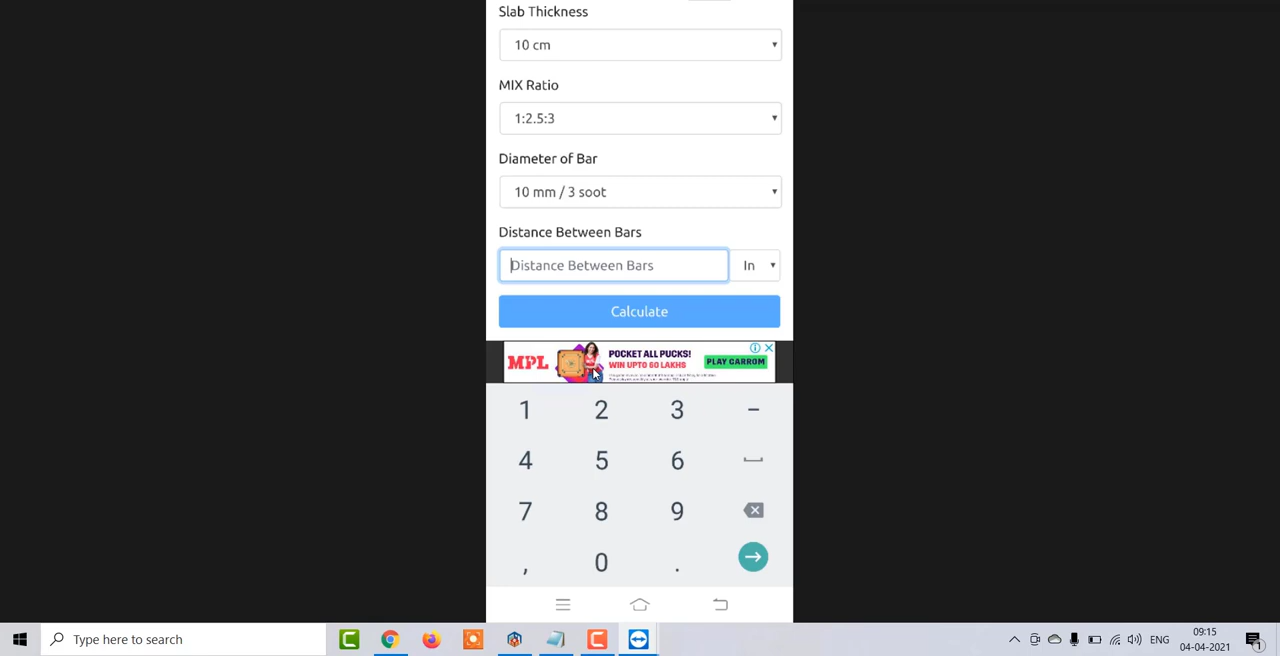 Slab Thickness
10 cm
MIX Ratio
1:2.5:3
Diameter of Bar
10 mm / 3 soot
Distance Between Bars
Distance Between Bars
In
Calculate
MPL
POCKET ALL PUCKS!
WIN UPTO 60 LAKHS
PLAY CARROM
1 2 3 -
4 5 6
7 8 9
, 0 .
Type here to search
ENG
09:15
04-04-2021
1